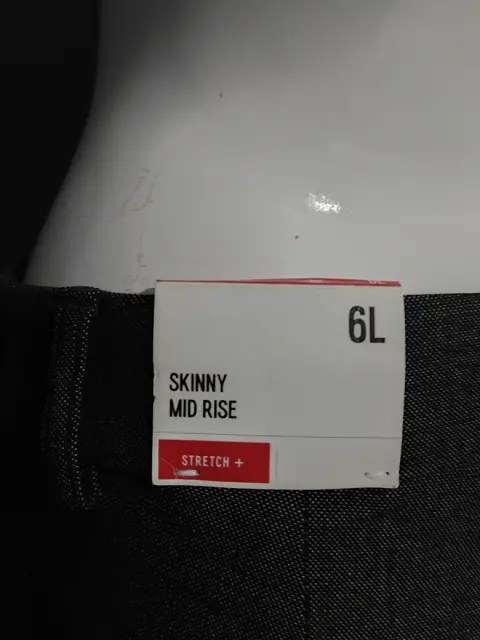 6L
SKINNY
MID RISE
STRETCH +